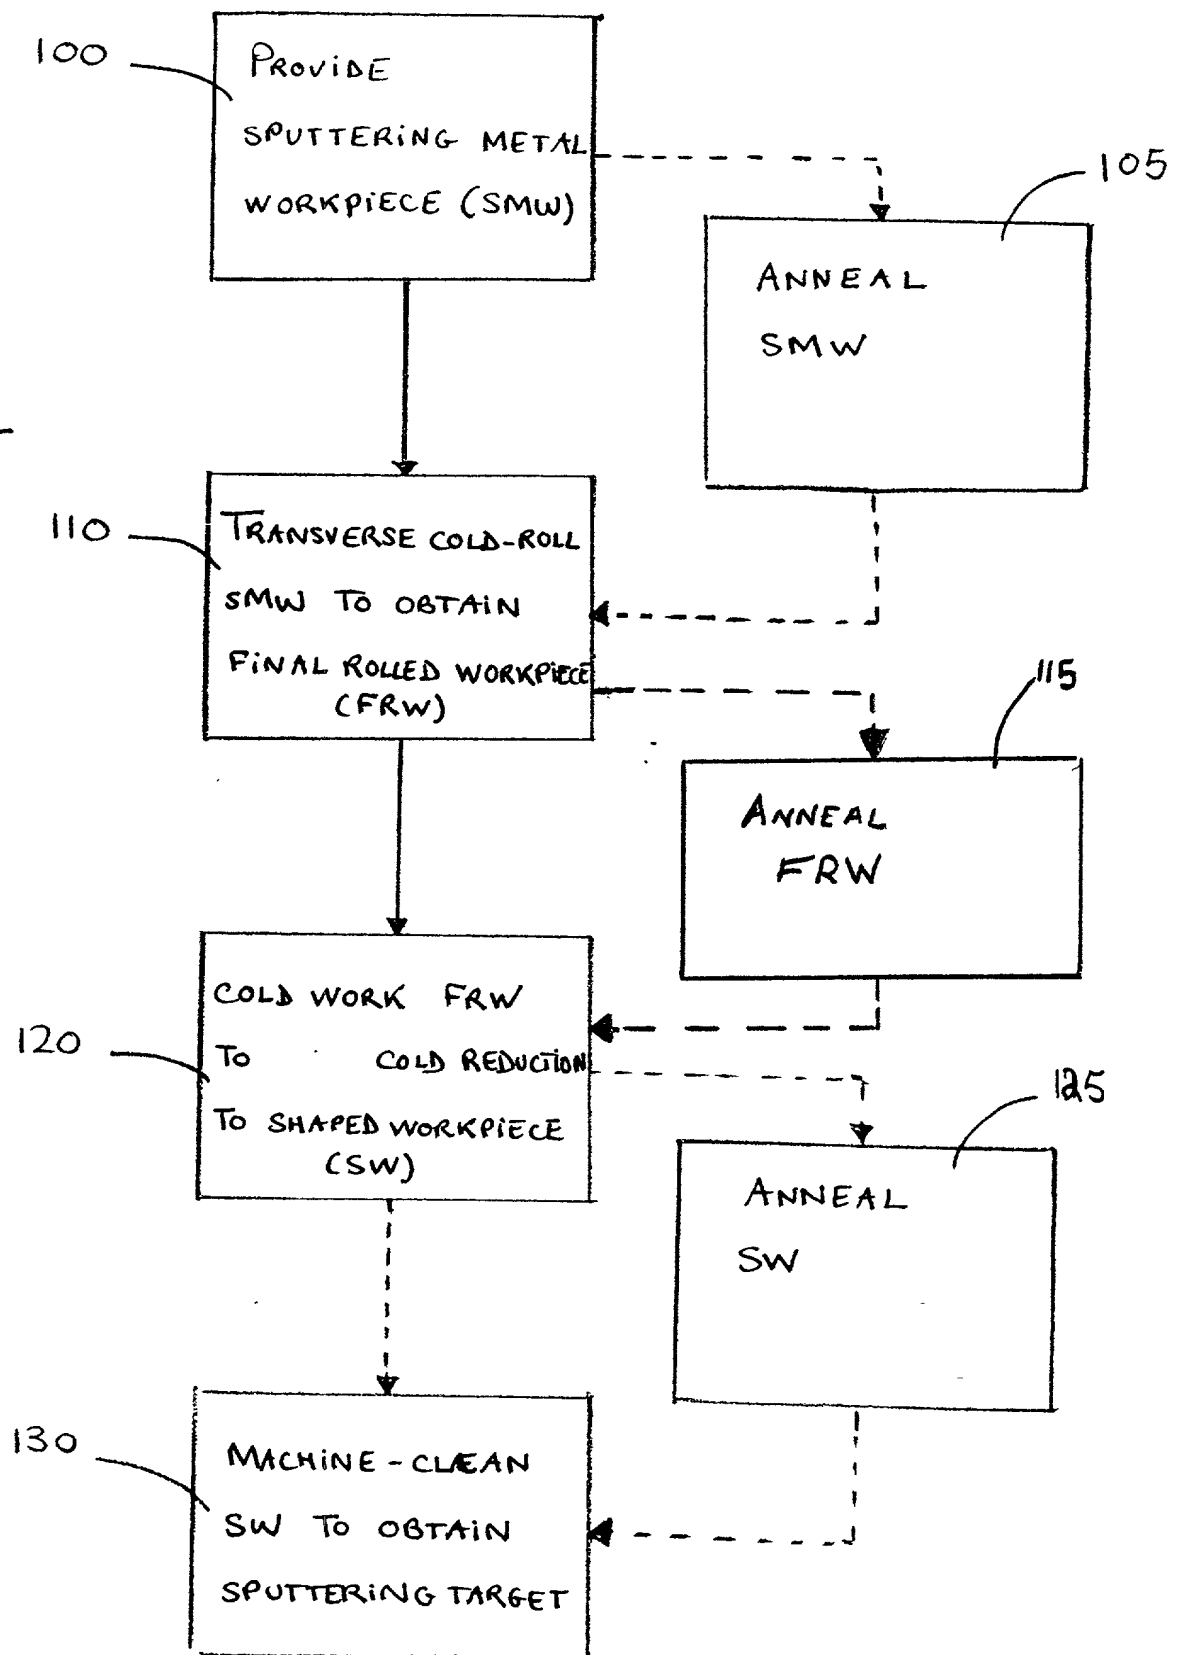 100
PROVIDE
SPUTTERING METAL
WORKPIECE (SMW)
105
ANNEAL
SMW
110
TRANSVERSE COLD-ROLL
SMW TO OBTAIN
FINAL ROLLED WORKPIECE
(FRW)
115
ANNEAL
FRW
120
COLD WORK FRW
TO COLD REDUCTION
TO SHAPED WORKPIECE
(SW)
125
ANNEAL
SW
130
MACHINE-CLEAN
SW TO OBTAIN
SPUTTERING TARGET